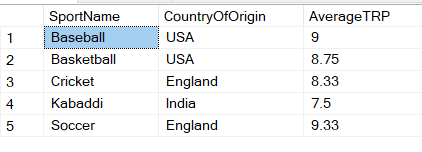 SportName CountryOfOrigin AverageTRP
1 Baseball USA 9
2 Basketball USA 8.75
3 Cricket England 8.33
4 Kabaddi India 7.5
5 Soccer England 9.33